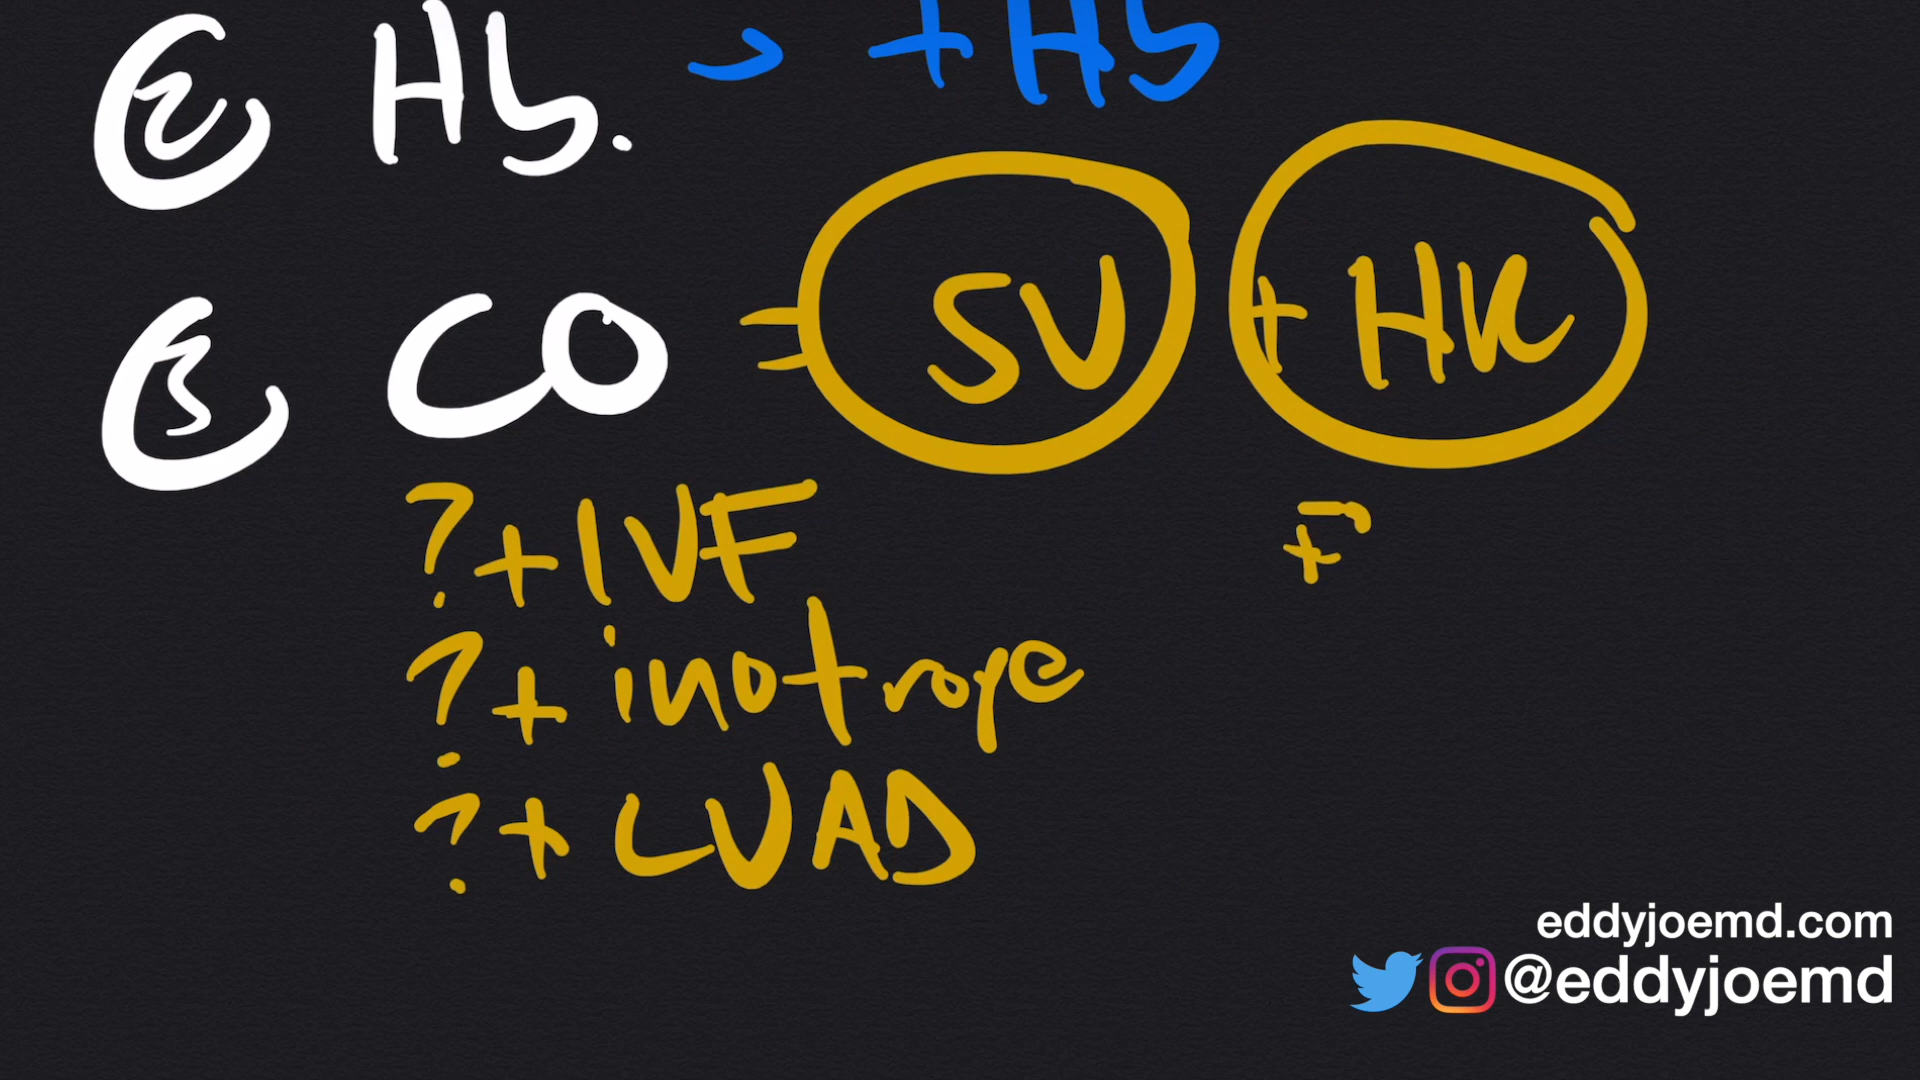 2 Hb. → + Hb
3 CO = SV + HR
? + IVF
? + inotrope
? + LVAD
eddyjoemd.com
@eddyjoemd